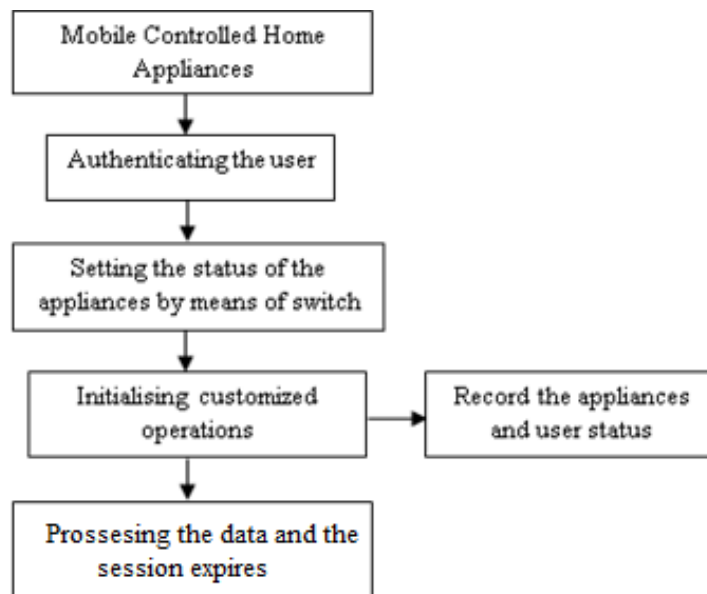 Mobile Controlled Home
Appliances
Authenticating the user
Setting the status of the
appliances by means of switch
Initialising customized
operations
Record the appliances
and user status
Prossesing the data and the
session expires